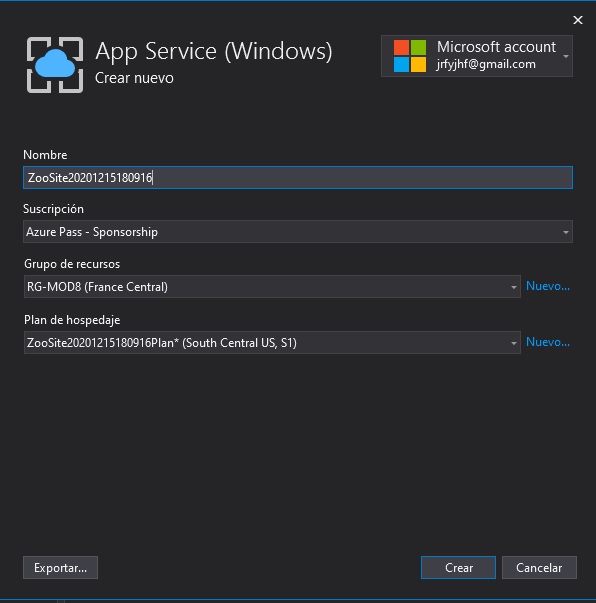 App Service (Windows)
Crear nuevo
Microsoft account
jrfyjhf@gmail.com
Nombre
ZooSite20201215180916
Suscripción
Azure Pass - Sponsorship
Grupo de recursos
RG-MOD8 (France Central)
Nuevo...
Plan de hospedaje
ZooSite20201215180916Plan* (South Central US, S1)
Nuevo...
Exportar...
Crear
Cancelar